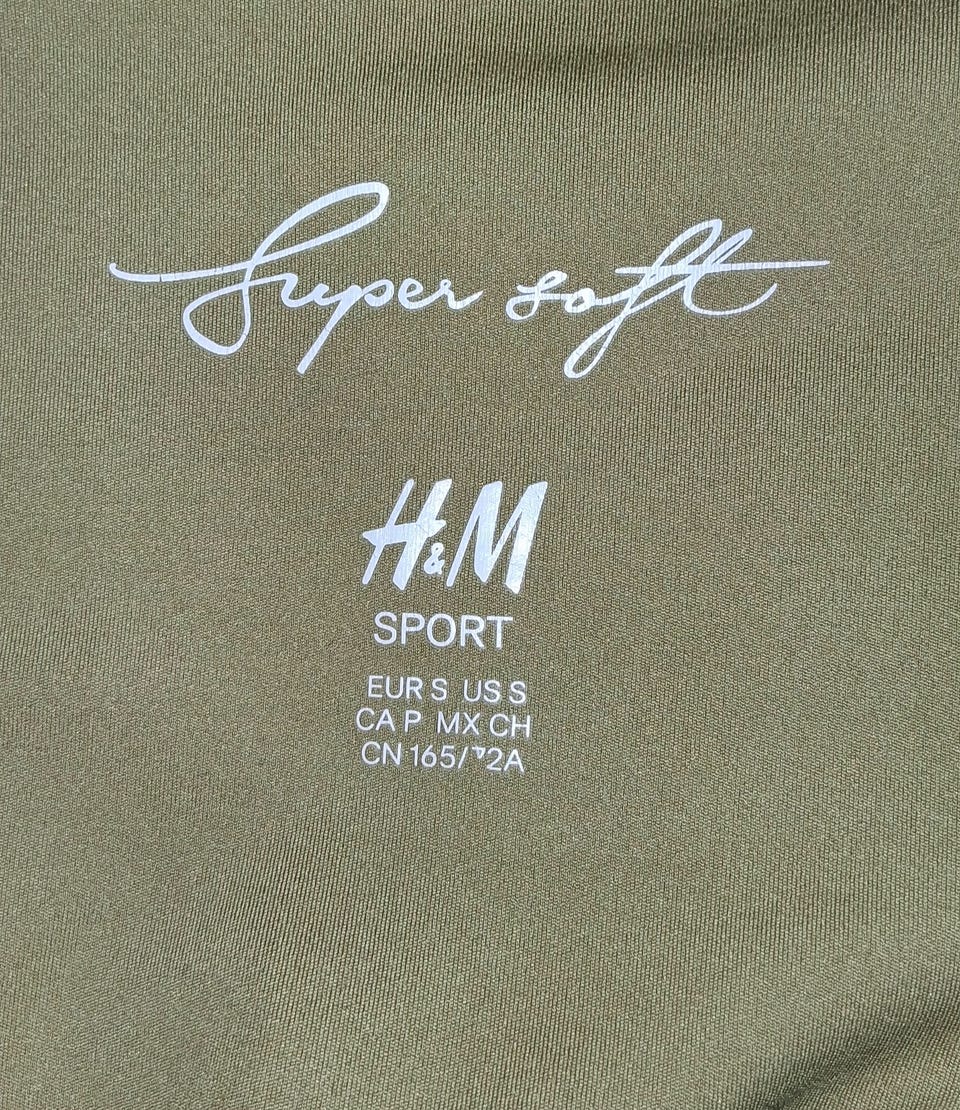 Super soft
H&M
SPORT
EUR S US S
CA P MX CH
CN 165/72A